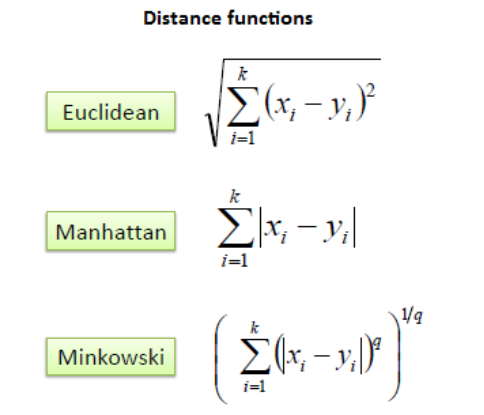 Distance functions
Euclidean
√∑_{i=1}^{k} (x_i − y_i)²
Manhattan
∑_{i=1}^{k} |x_i − y_i|
Minkowski
(∑_{i=1}^{k} (|x_i − y_i|)^q)^{1/q}